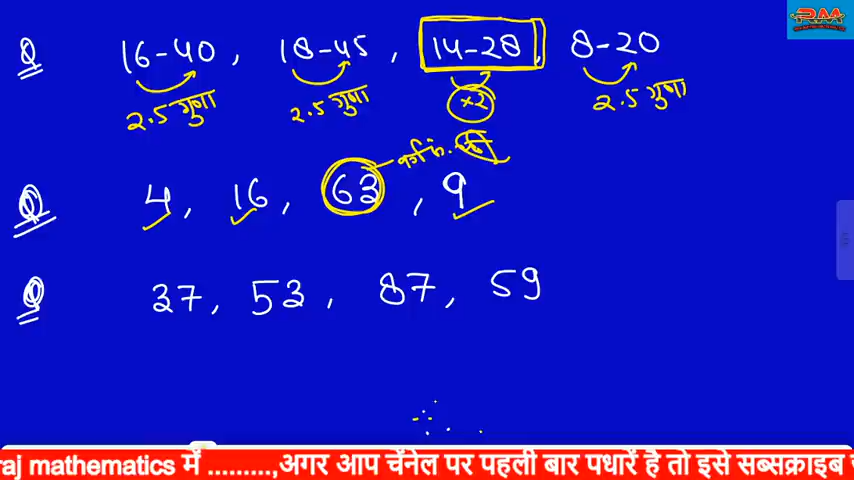 RM
Q 16-40, 18-45, 14-28, 8-20
2.5 गुणा 2.5 गुणा ×2 2.5 गुणा
Q 4, 16, 63, 9
Q 37, 53, 87, 59
raj mathematics में .........,अगर आप चेंनेल पर पहली बार पधारें है तो इसे सब्सक्राइब